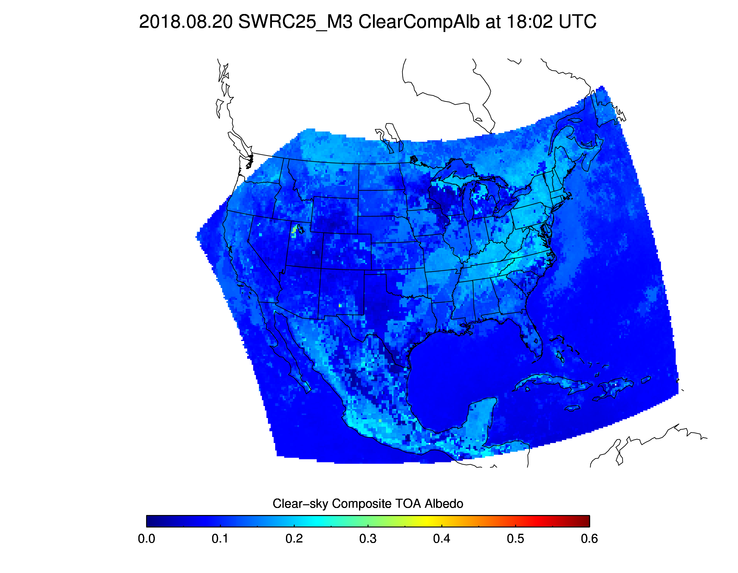 2018.08.20 SWRC25_M3 ClearCompAlb at 18:02 UTC
Clear-sky Composite TOA Albedo
0.0 0.1 0.2 0.3 0.4 0.5 0.6